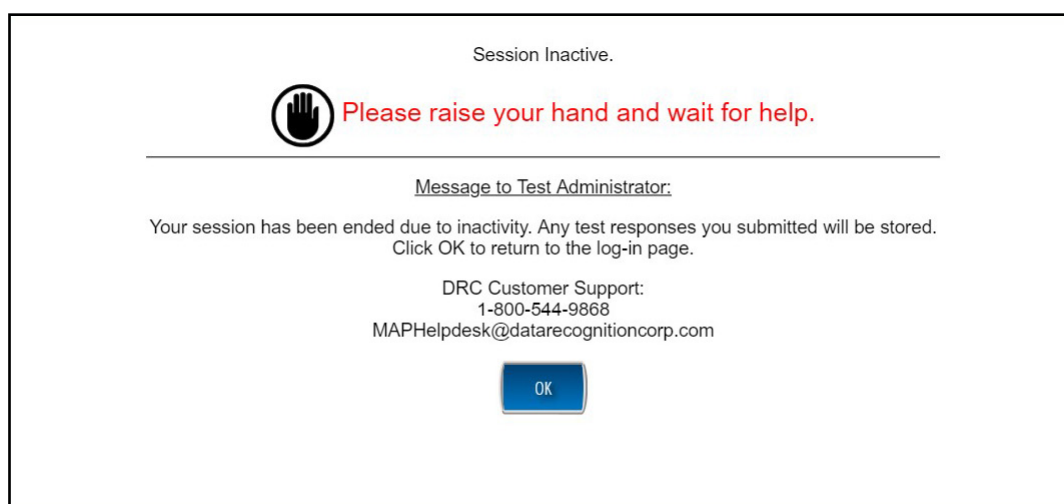 Session Inactive.
Please raise your hand and wait for help.
Message to Test Administrator:
Your session has been ended due to inactivity. Any test responses you submitted will be stored.
Click OK to return to the log-in page.
DRC Customer Support:
1-800-544-9868
MAPHelpdesk@datarecognitioncorp.com
OK